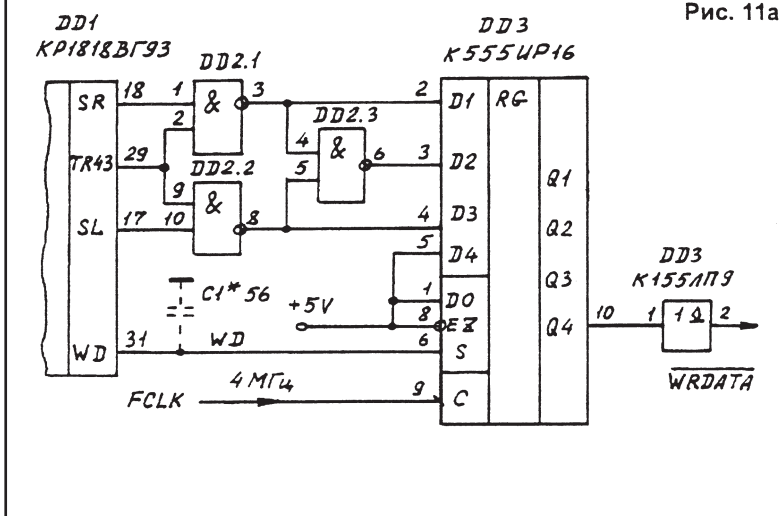 Рис. 11а
DD1
КР1818ВГ93
DD2.1
DD3
К555ИР16
SR
18
1
&
3
2
D1
RG
2
DD2.3
4
&
TR43
29
6
3
D2
DD2.2
5
9
&
Q1
SL
17
10
8
4
D3
Q2
5
D4
DD3
C1* 56
+5V
1
D0
Q3
К155ЛП9
8
EZ
Q4
10
1
1
2
WD
31
WD
6
S
WRDATA
FCLK
4 МГц
9
C